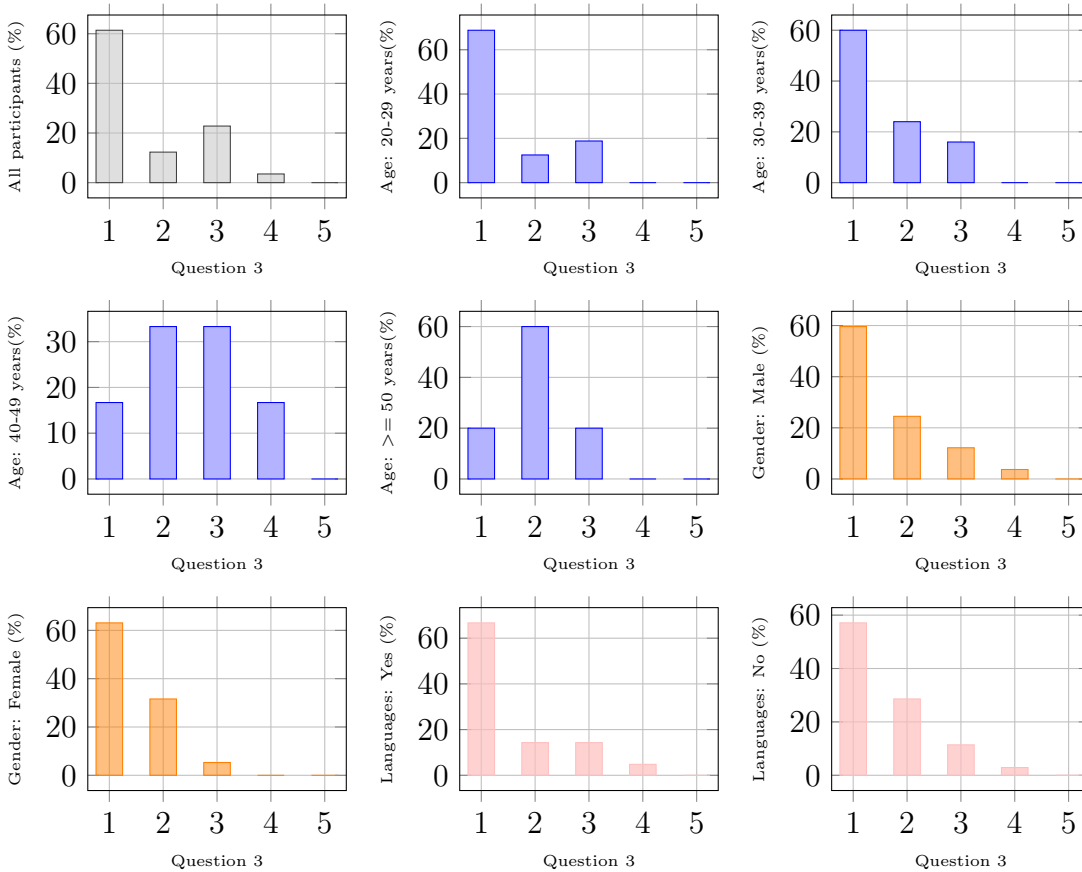 All participants (%)
60
40
20
0
1 2 3 4 5
Question 3
Age: 20-29 years(%)
60
40
20
0
1 2 3 4 5
Question 3
Age: 30-39 years(%)
60
40
20
0
1 2 3 4 5
Question 3
Age: 40-49 years(%)
30
20
10
0
1 2 3 4 5
Question 3
Age: >= 50 years(%)
60
40
20
0
1 2 3 4 5
Question 3
Gender: Male (%)
60
40
20
0
1 2 3 4 5
Question 3
Gender: Female (%)
60
40
20
0
1 2 3 4 5
Question 3
Languages: Yes (%)
60
40
20
0
1 2 3 4 5
Question 3
Languages: No (%)
60
40
20
0
1 2 3 4 5
Question 3